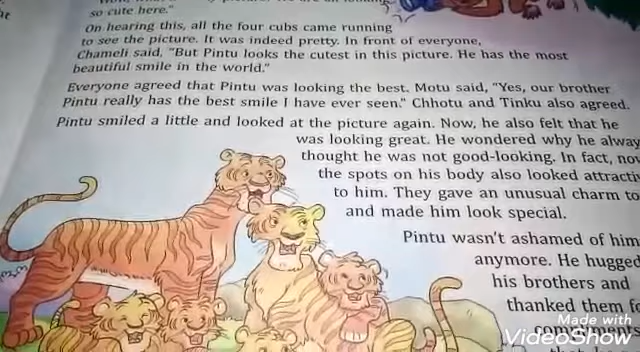 so cute here."
On hearing this, all the four cubs came running
to see the picture. It was indeed pretty. In front of everyone,
Chameli said, "But Pintu looks the cutest in this picture. He has the most
beautiful smile in the world."
Everyone agreed that Pintu was looking the best. Motu said, "Yes, our brother
Pintu really has the best smile I have ever seen." Chhotu and Tinku also agreed.
Pintu smiled a little and looked at the picture again. Now, he also felt that he
was looking great. He wondered why he alway
thought he was not good-looking. In fact, now
the spots on his body also looked attractiv
to him. They gave an unusual charm to
and made him look special.
Pintu wasn't ashamed of him
anymore. He hugged
his brothers and
thanked them fo
Made with
VideoShow